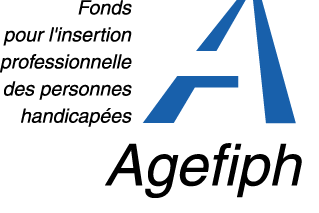 Fonds
pour l'insertion
professionnelle
des personnes
handicapées
Agefiph